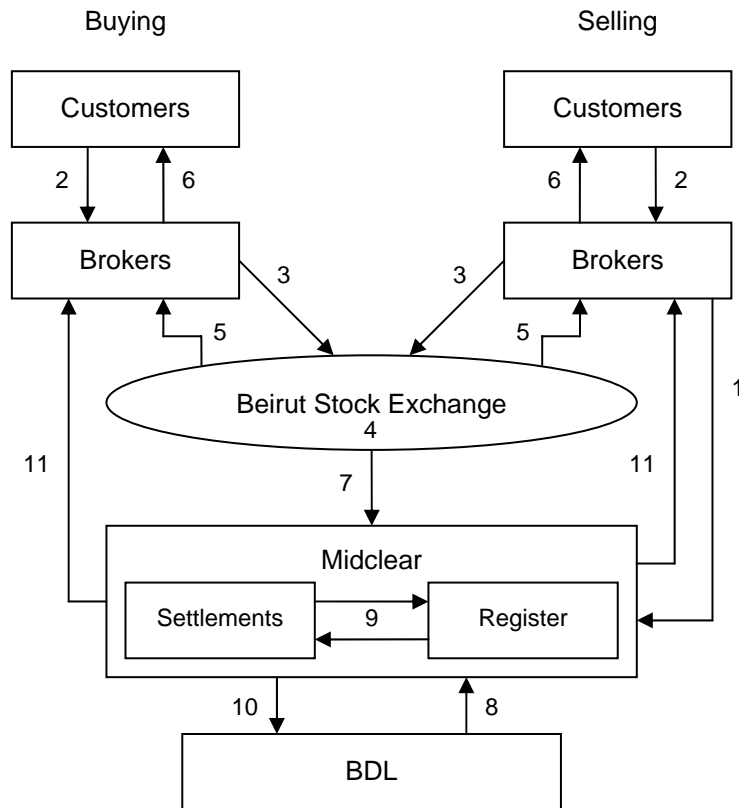 Buying Selling
Customers Customers
2 6 6 2
Brokers Brokers
3 3
5 5
Beirut Stock Exchange
4
1
11 7 11
Midclear
Settlements 9 Register
10 8
BDL